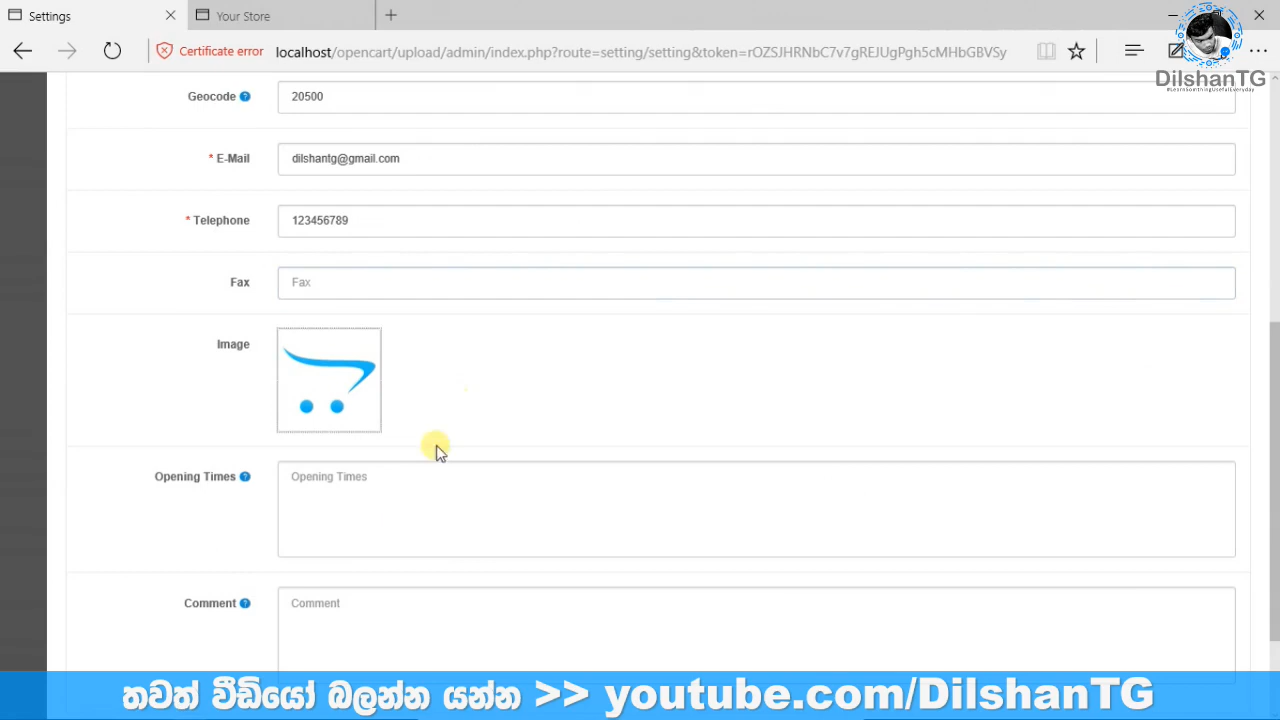 Settings
Your Store
Certificate error
localhost/opencart/upload/admin/index.php?route=setting/setting&token=rOZSJHRNbC7v7gREJUgPgh5cMHbGBVSy
DilshanTG
#LearnSomthingUsefulEveryday
Geocode
20500
* E-Mail
dilshantg@gmail.com
* Telephone
123456789
Fax
Fax
Image
Opening Times
Opening Times
Comment
Comment
තවත් වීඩියෝ බලන්න යන්න >> youtube.com/DilshanTG